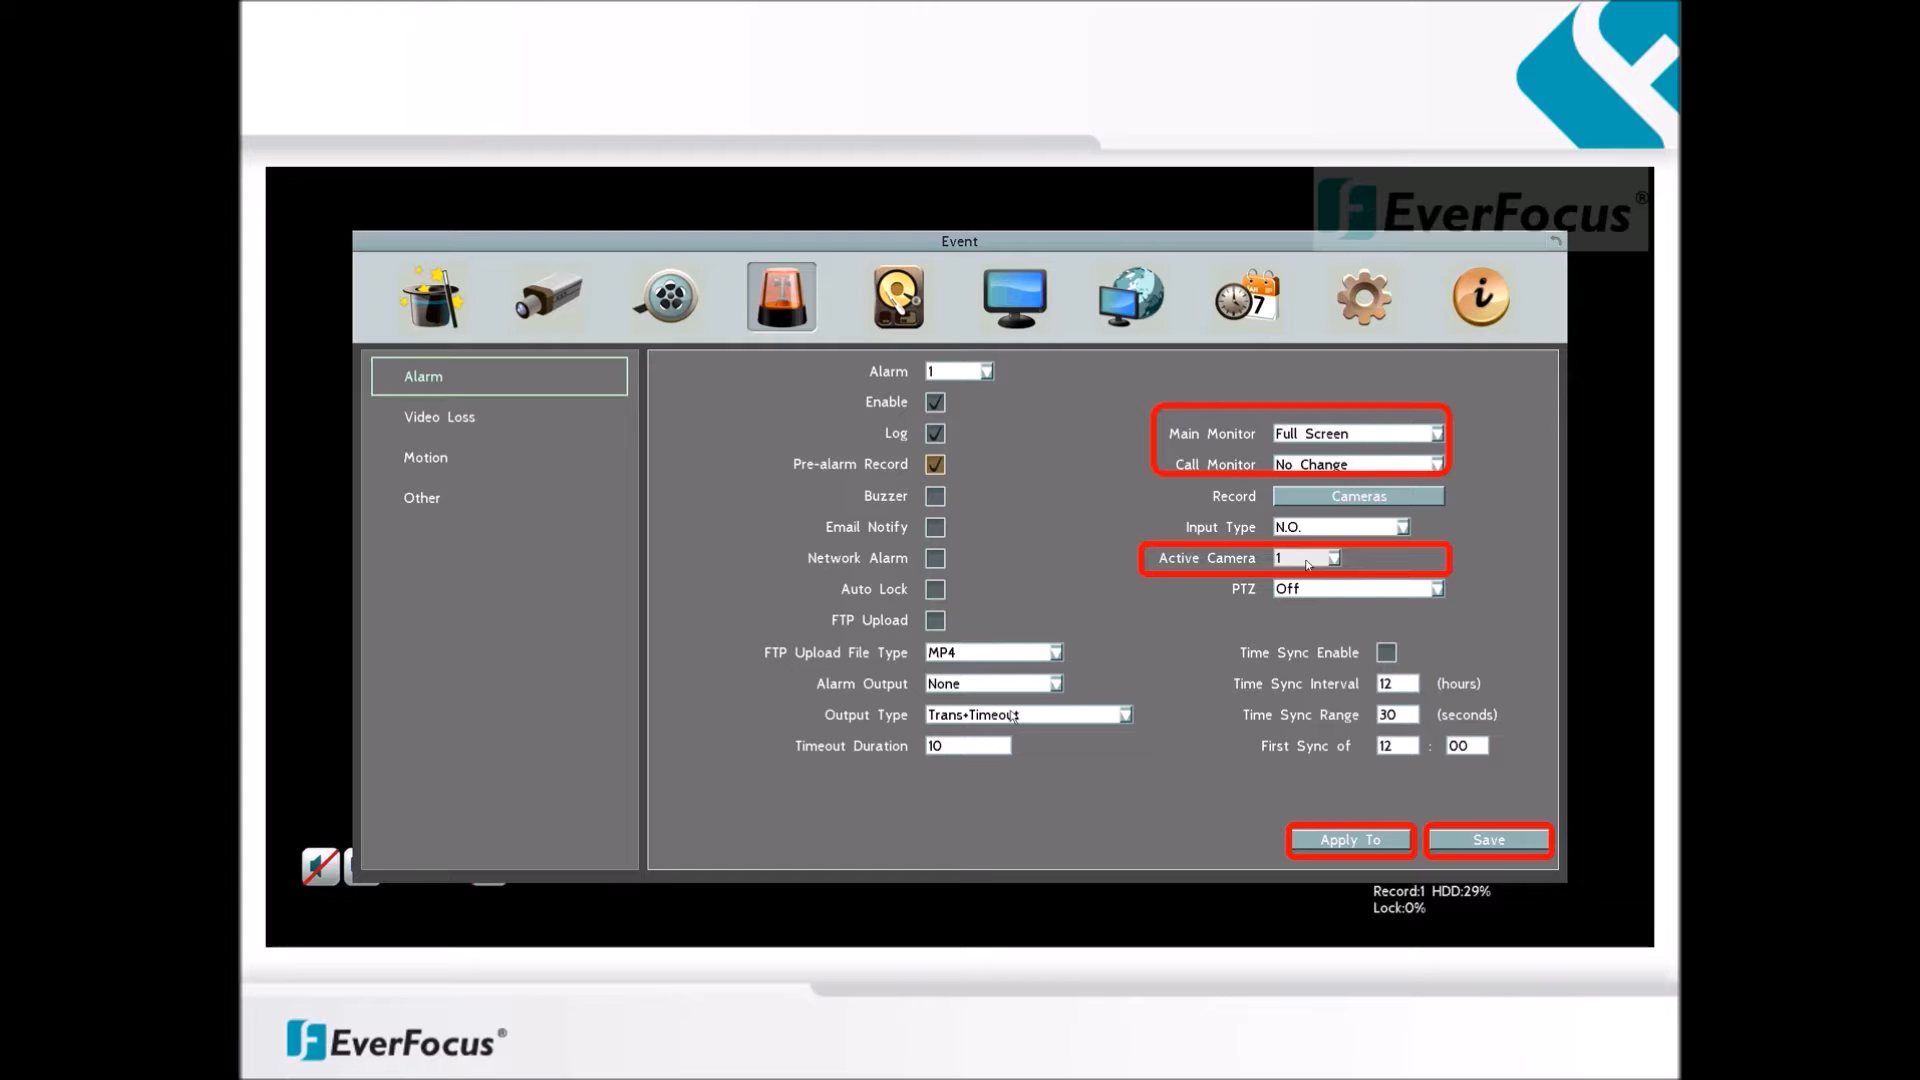 EverFocus®
Event
7
i
Alarm
Video Loss
Motion
Other
Alarm 1
Enable
Log
Pre-alarm Record
Buzzer
Email Notify
Network Alarm
Auto Lock
FTP Upload
FTP Upload File Type MP4
Alarm Output None
Output Type Trans+Timeout
Timeout Duration 10
Main Monitor Full Screen
Call Monitor No Change
Record Cameras
Input Type N.O.
Active Camera 1
PTZ Off
Time Sync Enable
Time Sync Interval 12 (hours)
Time Sync Range 30 (seconds)
First Sync of 12 : 00
Apply To Save
Record:1 HDD:29%
Lock:0%
EverFocus®